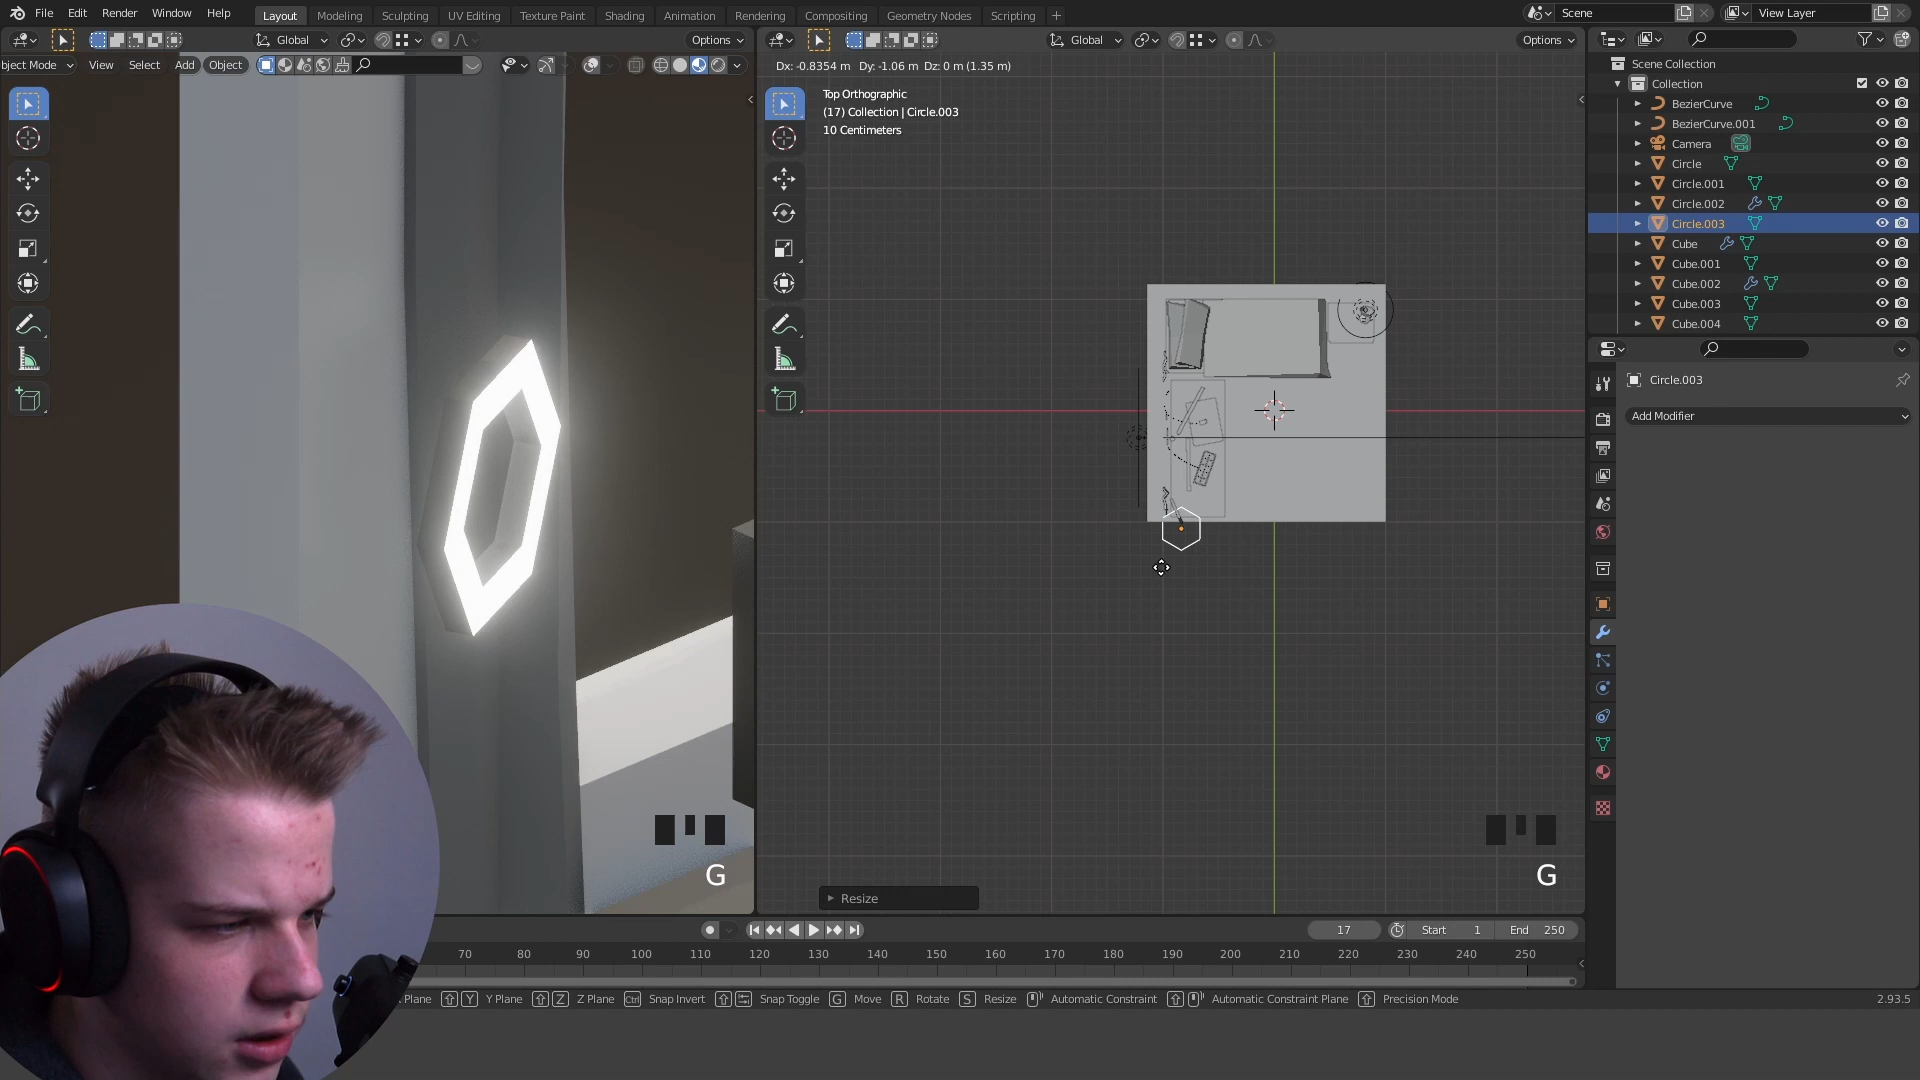 File Edit Render Window Help Layout Modeling Sculpting UV Editing Texture Paint Shading Animation Rendering Compositing Geometry Nodes Scripting + Scene View Layer
Global Options Global Options
bject Mode View Select Add Object
Dx: -0.8354 m Dy: -1.06 m Dz: 0 m (1.35 m)
Top Orthographic
(17) Collection | Circle.003
10 Centimeters
Scene Collection
Collection
BezierCurve
BezierCurve.001
Camera
Circle
Circle.001
Circle.002
Circle.003
Cube
Cube.001
Cube.002
Cube.003
Cube.004
Circle.003
Add Modifier
G
G
Resize
17 Start 1 End 250
70 80 90 100 110 120 130 140 150 160 170 180 190 200 210 220 230 240 250
Plane Y Y Plane Z Z Plane Ctrl Snap Invert Snap Toggle G Move R Rotate S Resize Automatic Constraint Automatic Constraint Plane Precision Mode 2.93.5